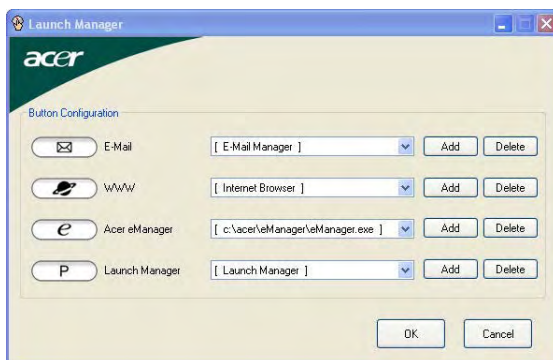 Launch Manager
acer
Button Configuration
E-Mail [ E-Mail Manager ] Add Delete
WWW [ Internet Browser ] Add Delete
e Acer eManager [ c:\acer\eManager\eManager.exe ] Add Delete
P Launch Manager [ Launch Manager ] Add Delete
OK Cancel